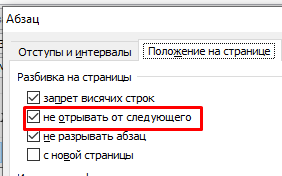 Абзац
Отступы и интервалы
Положение на странице
Разбивка на страницы
запрет висячих строк
не отрывать от следующего
не разрывать абзац
с новой страницы